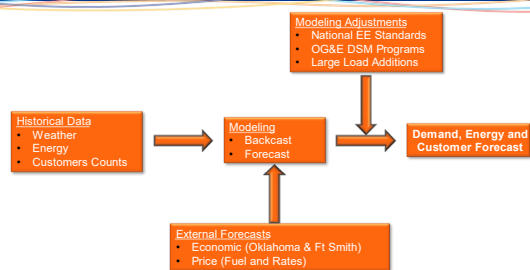 Modeling Adjustments
• National EE Standards
• OG&E DSM Programs
• Large Load Additions
Historical Data
• Weather
• Energy
• Customers Counts
Modeling
• Backcast
• Forecast
Demand, Energy and
Customer Forecast
External Forecasts
• Economic (Oklahoma & Ft Smith)
• Price (Fuel and Rates)